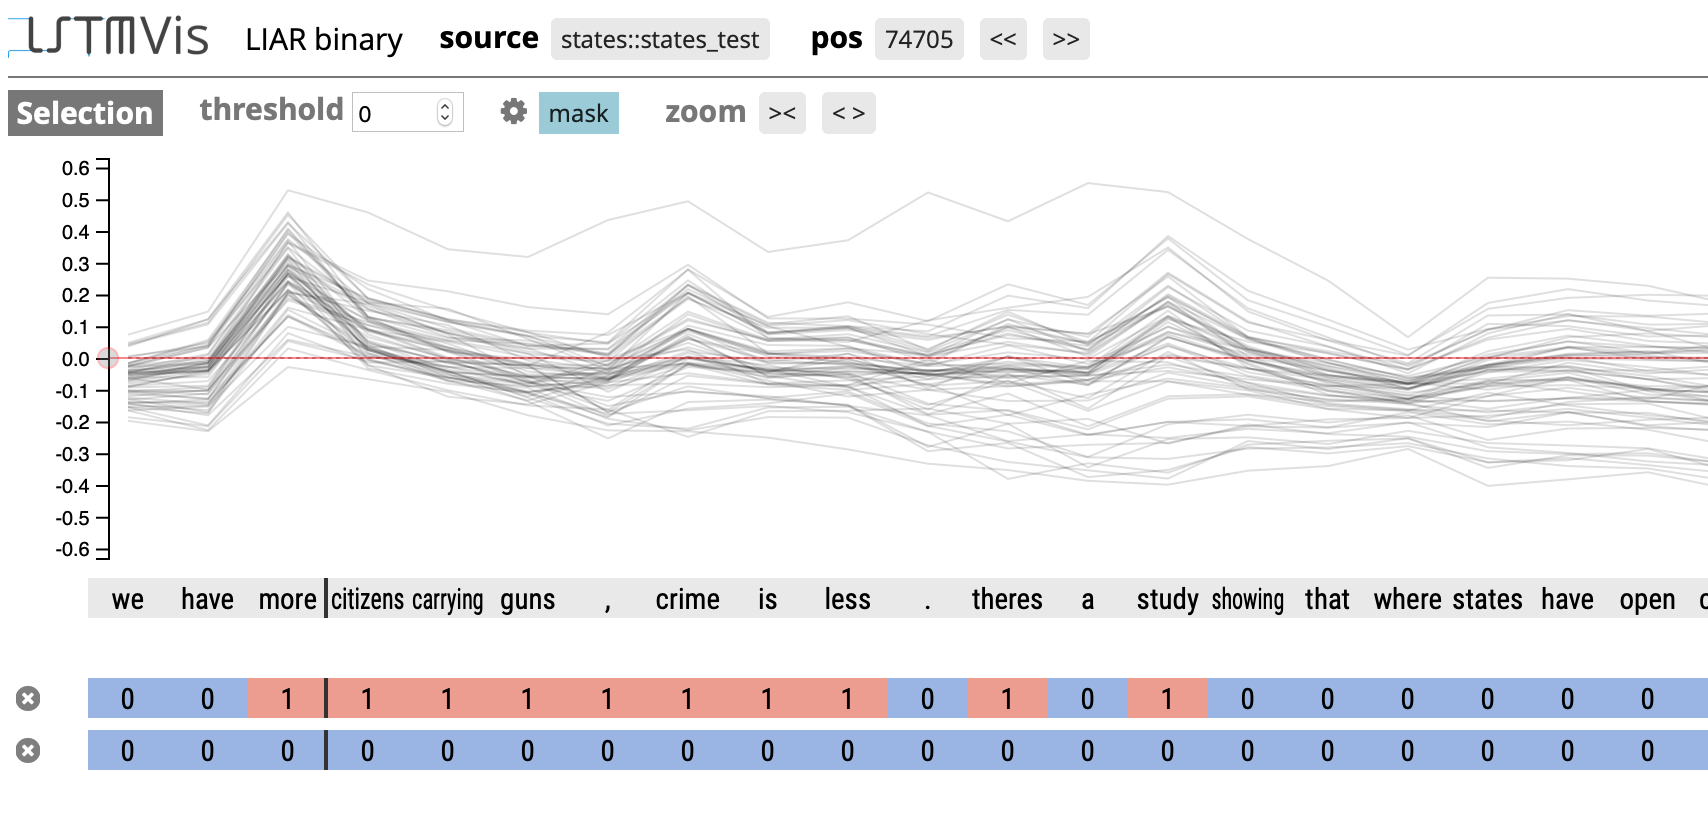 LSTMVis LIAR binary source states::states_test pos 74705 << >>
Selection threshold 0 mask zoom >< < >
0.6
0.5
0.4
0.3
0.2
0.1
0.0
-0.1
-0.2
-0.3
-0.4
-0.5
-0.6
we have more citizens carrying guns , crime is less . theres a study showing that where states have open
0 0 1 1 1 1 1 1 1 1 0 1 0 1 0 0 0 0 0 0
0 0 0 0 0 0 0 0 0 0 0 0 0 0 0 0 0 0 0 0